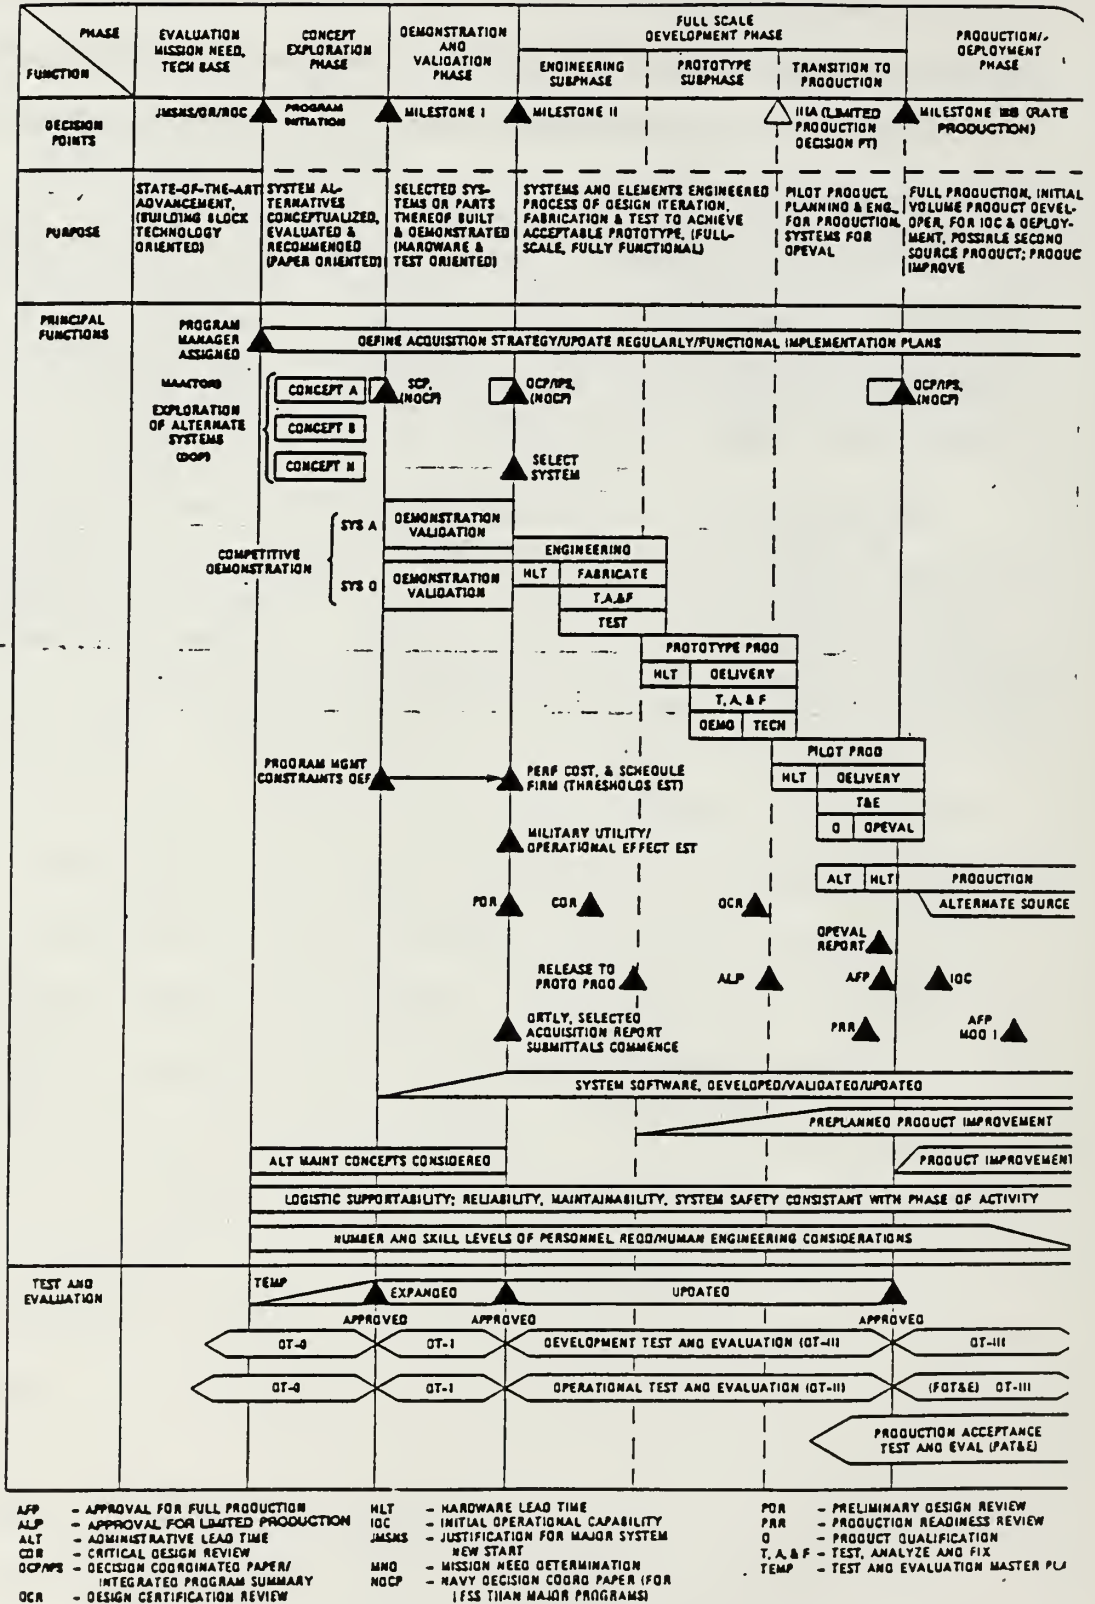 PHASE
FUNCTION
EVALUATION
MISSION NEED,
TECH BASE
CONCEPT
EXPLORATION
PHASE
DEMONSTRATION
AND
VALIDATION
PHASE
FULL SCALE
DEVELOPMENT PHASE
ENGINEERING
SUBPHASE
PROTOTYPE
SUBPHASE
TRANSITION TO
PRODUCTION
PRODUCTION/
DEPLOYMENT
PHASE
DECISION
POINTS
JMSNS/OR/ROC
PROGRAM
INITIATION
MILESTONE I
MILESTONE II
IIIA (LIMITED
PRODUCTION
DECISION PT)
MILESTONE IIIB (RATE
PRODUCTION)
PURPOSE
STATE-OF-THE-ART
ADVANCEMENT,
(BUILDING BLOCK
TECHNOLOGY
ORIENTED)
SYSTEM AL-
TERNATIVES
CONCEPTUALIZED,
EVALUATED &
RECOMMENDED
(PAPER ORIENTED)
SELECTED SYS-
TEMS OR PARTS
THEREOF BUILT
& DEMONSTRATED
(HARDWARE &
TEST ORIENTED)
SYSTEMS AND ELEMENTS ENGINEERED
PROCESS OF DESIGN ITERATION,
FABRICATION & TEST TO ACHIEVE
ACCEPTABLE PROTOTYPE, (FULL-
SCALE, FULLY FUNCTIONAL)
PILOT PRODUCT,
PLANNING & ENG.
FOR PRODUCTION
SYSTEMS FOR
OPEVAL
FULL PRODUCTION, INITIAL
VOLUME PRODUCT DEVEL-
OPER, FOR IOC & DEPLOY-
MENT, POSSIBLE SECOND
SOURCE PRODUCT; PRODUC
IMPROVE
PRINCIPAL
FUNCTIONS
PROGRAM
MANAGER
ASSIGNED
DEFINE ACQUISITION STRATEGY/UPDATE REGULARLY/FUNCTIONAL IMPLEMENTATION PLANS
EXPLORATION
OF ALTERNATE
SYSTEMS
(DOP)
CONCEPT A
CONCEPT B
CONCEPT N
SCP,
(NDCP)
DCP/IPS,
(NDCP)
DCP/IPS,
(NDCP)
SELECT
SYSTEM
COMPETITIVE
DEMONSTRATION
SYS A
DEMONSTRATION
VALIDATION
SYS O
DEMONSTRATION
VALIDATION
ENGINEERING
HLT
FABRICATE
T,A,&F
TEST
PROTOTYPE PROD
HLT
DELIVERY
T, A, & F
DEMO
TECH
PILOT PROD
HLT
DELIVERY
T&E
Q
OPEVAL
PROGRAM MGMT
CONSTRAINTS DEF
PERF COST, & SCHEDULE
FIRM (THRESHOLDS EST)
MILITARY UTILITY/
OPERATIONAL EFFECT EST
ALT
HLT
PRODUCTION
ALTERNATE SOURCE
PDR
CDR
DCR
OPEVAL
REPORT
RELEASE TO
PROTO PROD
ALP
AFP
IOC
QRTLY, SELECTED
ACQUISITION REPORT
SUBMITTALS COMMENCE
PRR
AFP
MOD 1
SYSTEM SOFTWARE, DEVELOPED/VALIDATED/UPDATED
PREPLANNED PRODUCT IMPROVEMENT
ALT MAINT CONCEPTS CONSIDERED
PRODUCT IMPROVEMENT
LOGISTIC SUPPORTABILITY; RELIABILITY, MAINTAINABILITY, SYSTEM SAFETY CONSISTANT WITH PHASE OF ACTIVITY
NUMBER AND SKILL LEVELS OF PERSONNEL REQD/HUMAN ENGINEERING CONSIDERATIONS
TEST AND
EVALUATION
TEMP
EXPANDED
UPDATED
APPROVED
APPROVED
APPROVED
DT-0
DT-I
DEVELOPMENT TEST AND EVALUATION (DT-II)
DT-III
OT-0
OT-I
OPERATIONAL TEST AND EVALUATION (OT-II)
(FOT&E) OT-III
PRODUCTION ACCEPTANCE
TEST AND EVAL (PAT&E)
AFP - APPROVAL FOR FULL PRODUCTION
ALP - APPROVAL FOR LIMITED PRODUCTION
ALT - ADMINISTRATIVE LEAD TIME
CDR - CRITICAL DESIGN REVIEW
DCP/IPS - DECISION COORDINATED PAPER/
INTEGRATED PROGRAM SUMMARY
DCR - DESIGN CERTIFICATION REVIEW
HLT - HARDWARE LEAD TIME
IOC - INITIAL OPERATIONAL CAPABILITY
JMSNS - JUSTIFICATION FOR MAJOR SYSTEM
NEW START
MND - MISSION NEED DETERMINATION
NDCP - NAVY DECISION COORD PAPER (FOR
LESS THAN MAJOR PROGRAMS)
PDR - PRELIMINARY DESIGN REVIEW
PRR - PRODUCTION READINESS REVIEW
Q - PRODUCT QUALIFICATION
T, A, & F - TEST, ANALYZE AND FIX
TEMP - TEST AND EVALUATION MASTER PLA